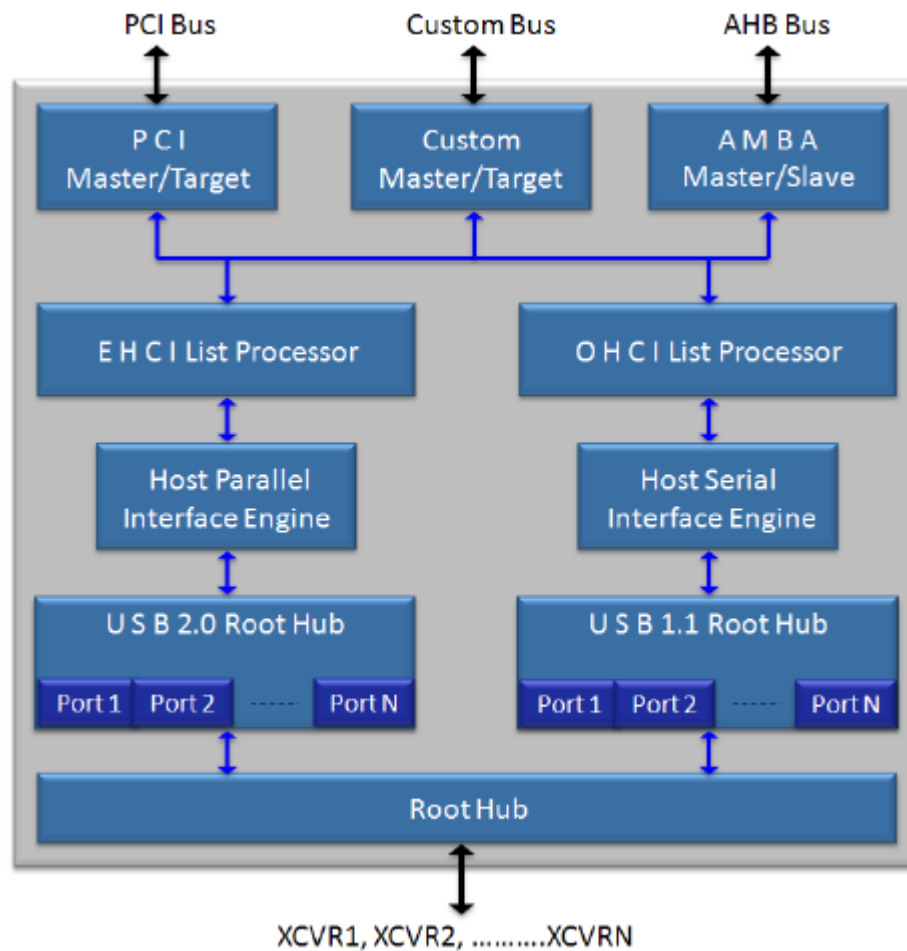 PCI Bus
Custom Bus
AHB Bus
P C I
Master/Target
Custom
Master/Target
A M B A
Master/Slave
E H C I List Processor
O H C I List Processor
Host Parallel
Interface Engine
Host Serial
Interface Engine
U S B 2.0 Root Hub
Port 1 Port 2 ----- Port N
U S B 1.1 Root Hub
Port 1 Port 2 ----- Port N
Root Hub
XCVR1, XCVR2, ..........XCVRN